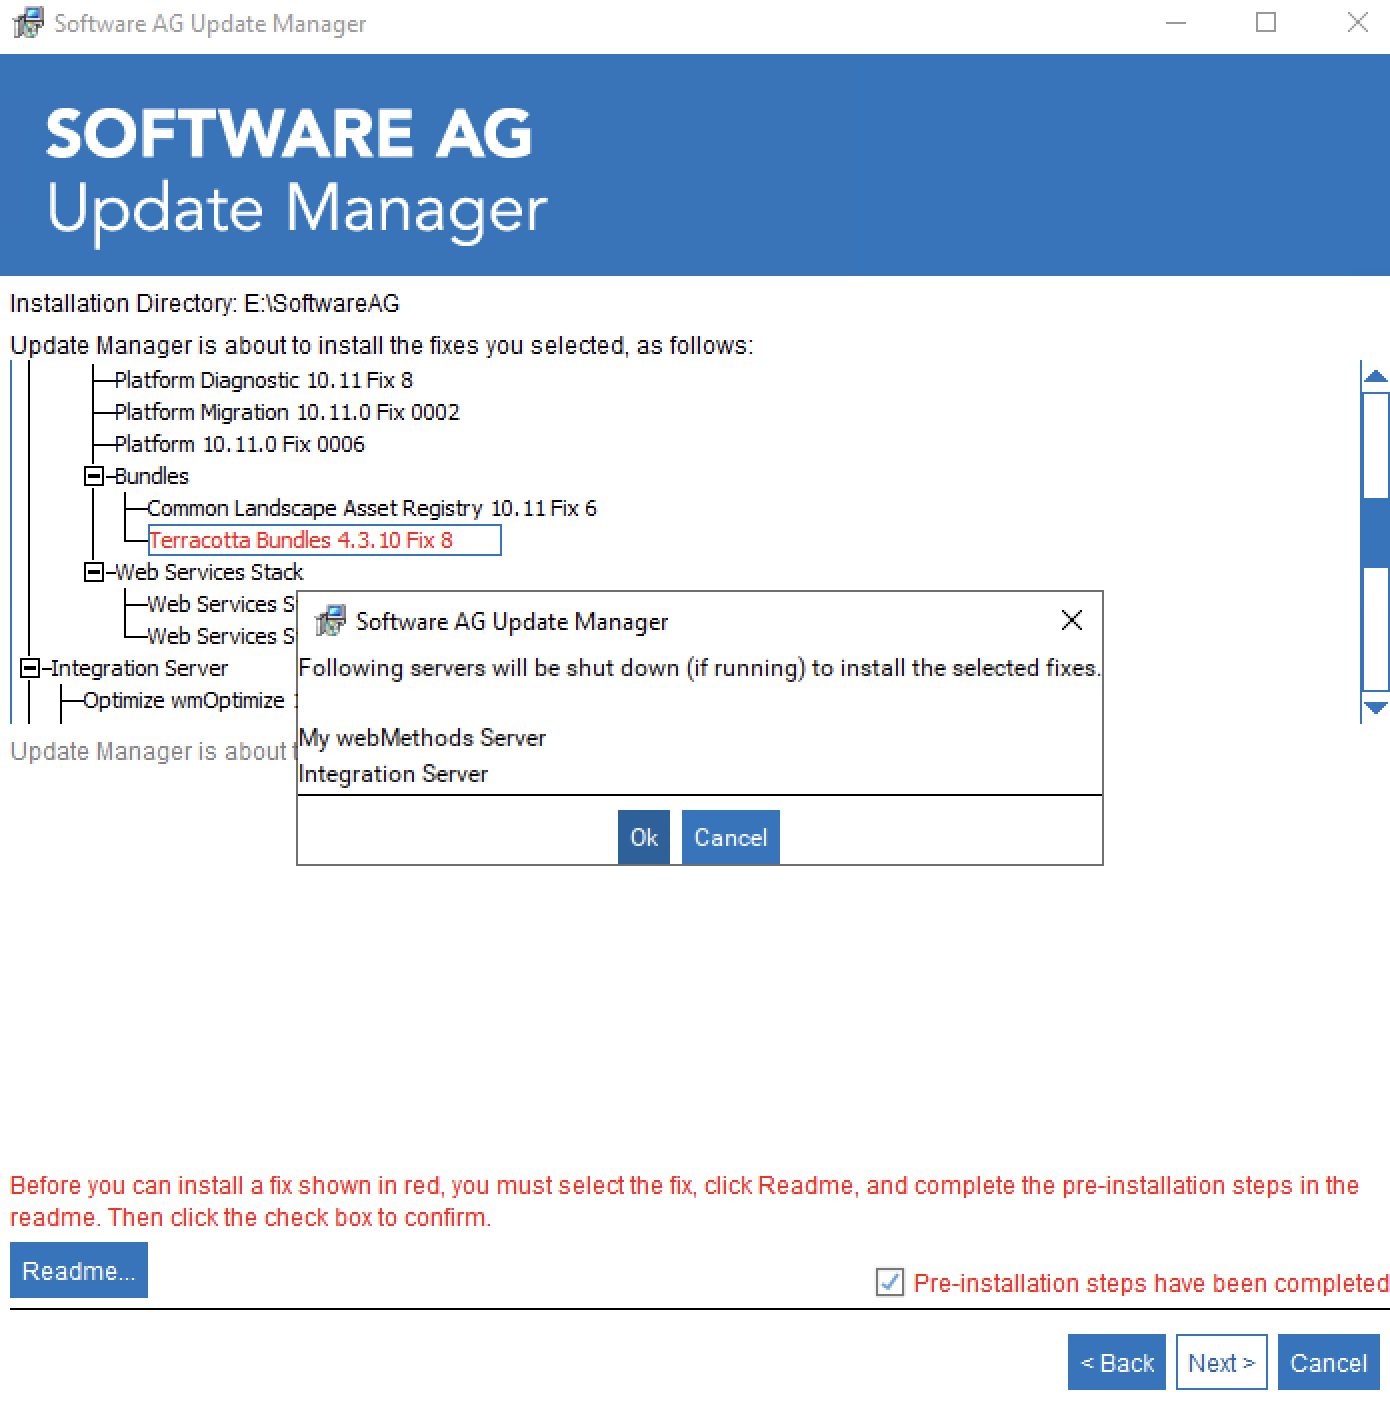 Software AG Update Manager
SOFTWARE AG
Update Manager
Installation Directory: E:\SoftwareAG
Update Manager is about to install the fixes you selected, as follows:
Platform Diagnostic 10.11 Fix 8
Platform Migration 10.11.0 Fix 0002
Platform 10.11.0 Fix 0006
Bundles
Common Landscape Asset Registry 10.11 Fix 6
Terracotta Bundles 4.3.10 Fix 8
Web Services Stack
Web Services
Web Services
Integration Server
Optimize wmOptimize
Update Manager is about
Software AG Update Manager
Following servers will be shut down (if running) to install the selected fixes.
My webMethods Server
Integration Server
Ok Cancel
Before you can install a fix shown in red, you must select the fix, click Readme, and complete the pre-installation steps in the
readme. Then click the check box to confirm.
Readme...
Pre-installation steps have been completed
< Back Next > Cancel